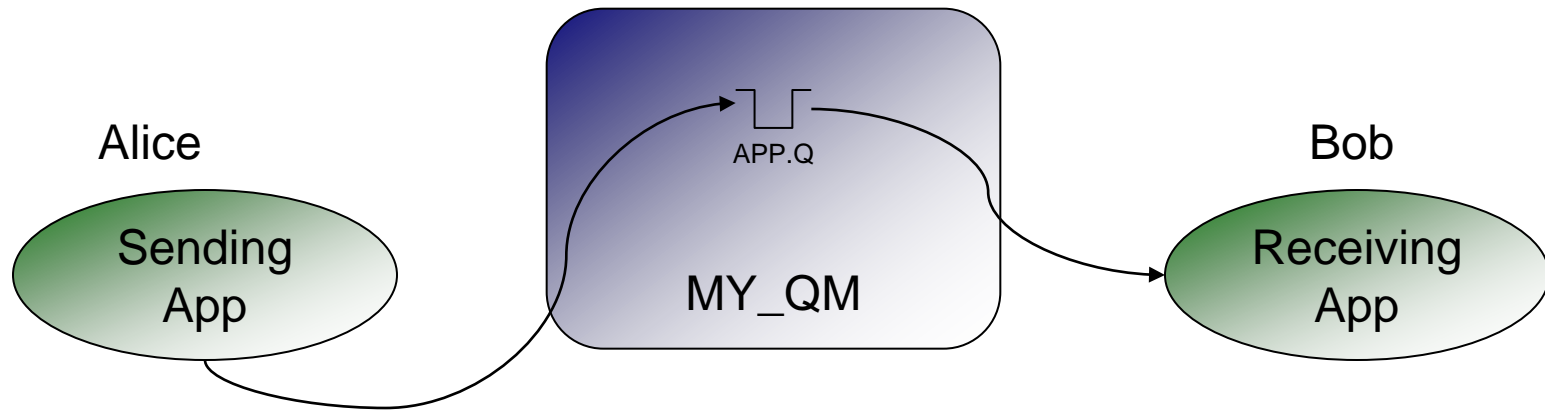 Alice
Sending
App
APP.Q
MY_QM
Bob
Receiving
App